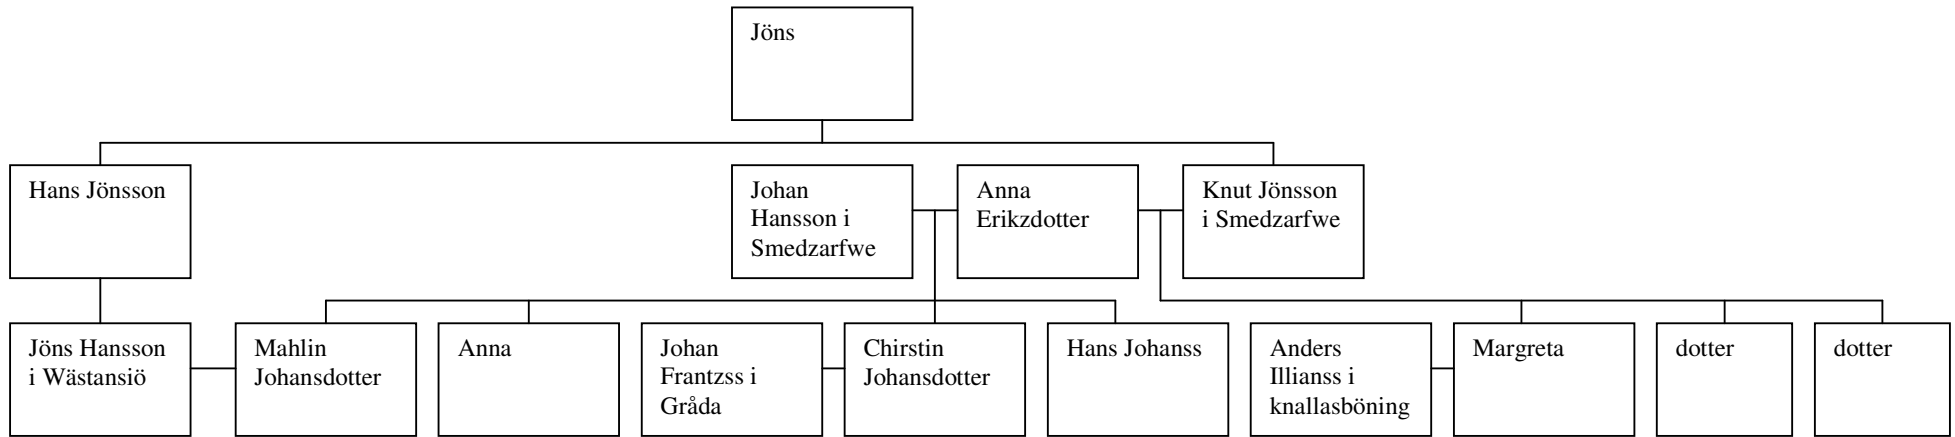 Jöns
Hans Jönsson
Johan
Hansson i
Smedzarfwe
Anna
Erikzdotter
Knut Jönsson
i Smedzarfwe
Jöns Hansson
i Wästansiö
Mahlin
Johansdotter
Anna
Johan
Frantzss i
Gråda
Chirstin
Johansdotter
Hans Johanss
Anders
Illianss i
knallasböning
Margreta
dotter
dotter